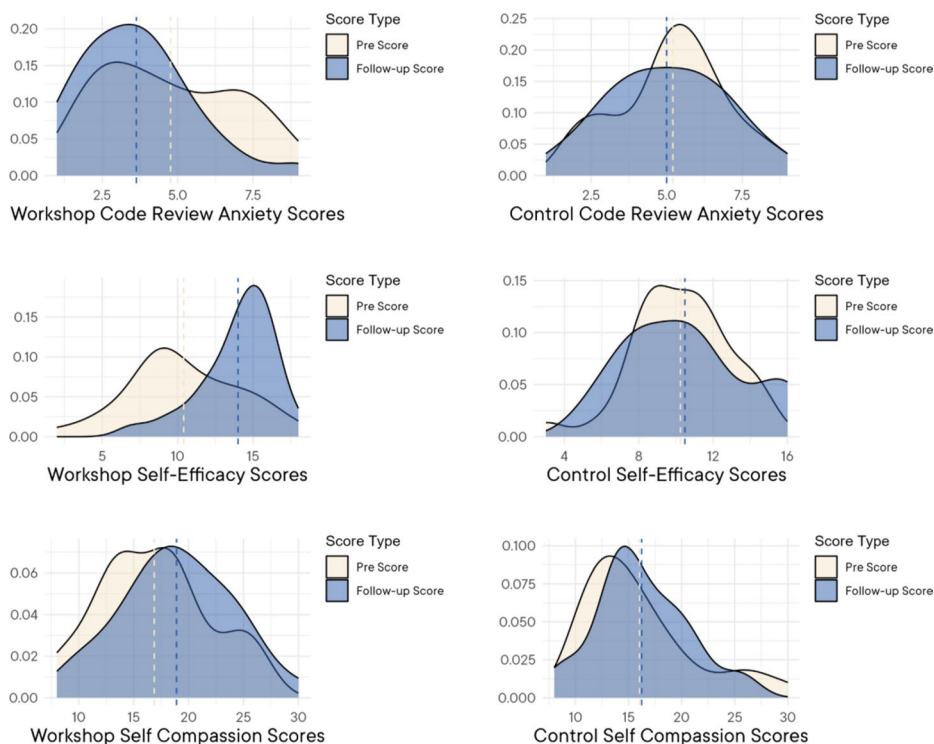 Score Type
0.20
Pre Score
0.15
Follow-up Score
0.10
0.05
0.00
2.5 5.0 7.5
Workshop Code Review Anxiety Scores
0.25
Score Type
0.20
Pre Score
0.15
Follow-up Score
0.10
0.05
0.00
2.5 5.0 7.5
Control Code Review Anxiety Scores
Score Type
Pre Score
0.15
Follow-up Score
0.10
0.05
0.00
5 10 15
Workshop Self-Efficacy Scores
0.15
Score Type
Pre Score
0.10
Follow-up Score
0.05
0.00
4 8 12 16
Control Self-Efficacy Scores
Score Type
0.06
Pre Score
0.04
Follow-up Score
0.02
0.00
10 15 20 25 30
Workshop Self Compassion Scores
0.100
Score Type
0.075
Pre Score
0.050
Follow-up Score
0.025
0.000
10 15 20 25 30
Control Self Compassion Scores